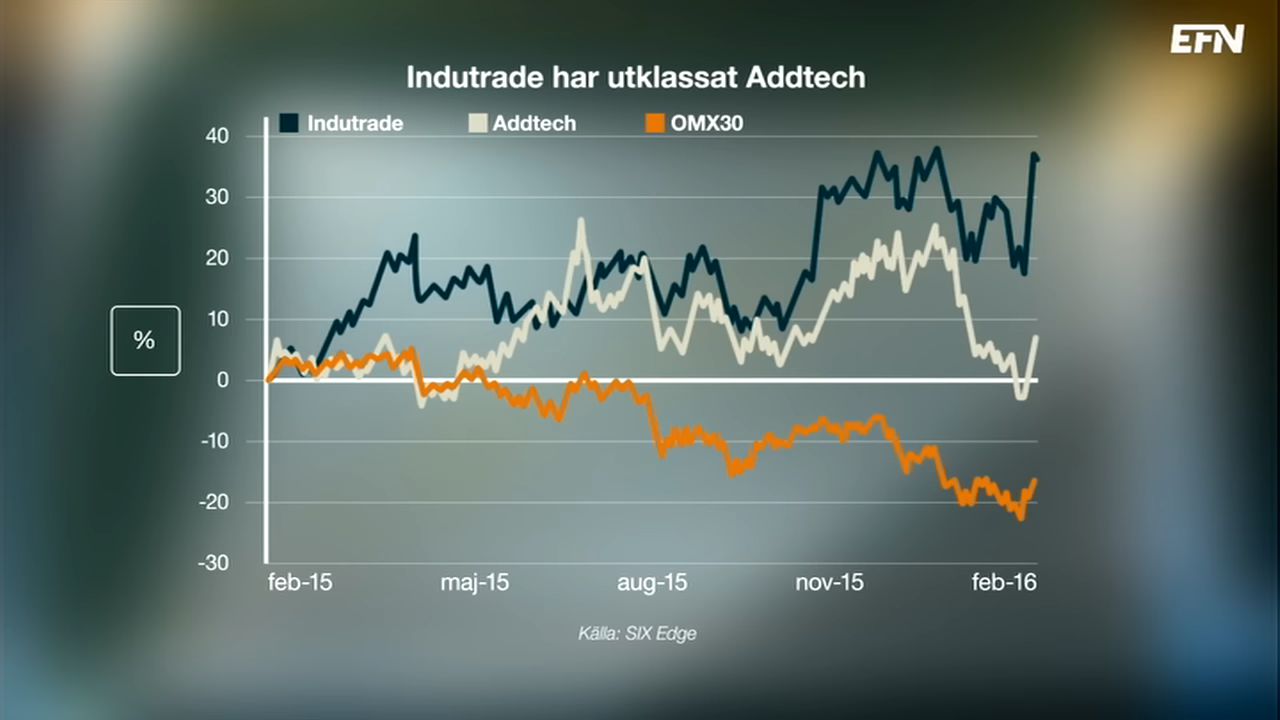 EFN
Indutrade har utklassat Addtech
Indutrade Addtech OMX30
40
30
20
10
%
0
-10
-20
-30
feb-15 maj-15 aug-15 nov-15 feb-16
Källa: SIX Edge